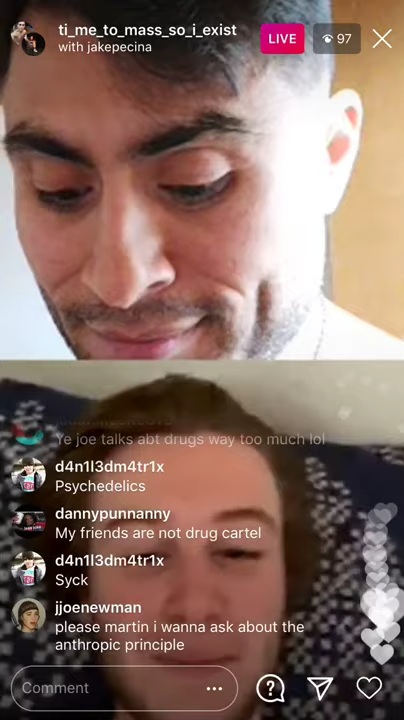 ti_me_to_mass_so_i_exist
with jakepecina
LIVE
97
Ye joe talks abt drugs way too much lol
d4n1l3dm4tr1x
Psychedelics
dannypunnanny
My friends are not drug cartel
d4n1l3dm4tr1x
Syck
jjoenewman
please martin i wanna ask about the
anthropic principle
Comment